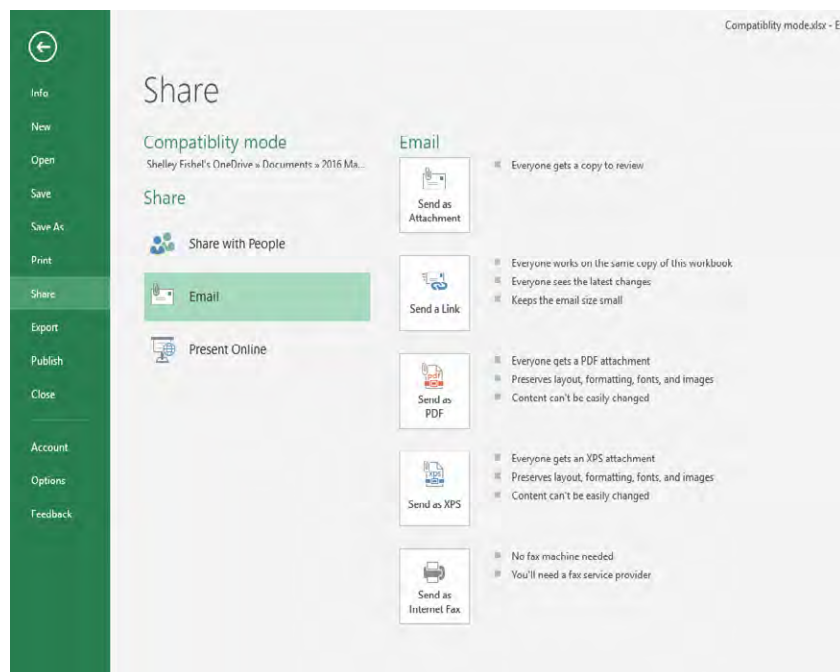 Compatiblity mode.xlsx - E
Info
New
Open
Save
Save As
Print
Share
Export
Publish
Close
Account
Options
Feedback
Share
Compatiblity mode
Shelley Fishel's OneDrive » Documents » 2016 Ma...
Share
Share with People
Email
Present Online
Email
Send as
Attachment
Everyone gets a copy to review
Send a Link
Everyone works on the same copy of this workbook
Everyone sees the latest changes
Keeps the email size small
pdf
Send as
PDF
Everyone gets a PDF attachment
Preserves layout, formatting, fonts, and images
Content can't be easily changed
xps
Send as XPS
Everyone gets an XPS attachment
Preserves layout, formatting, fonts, and images
Content can't be easily changed
Send as
Internet Fax
No fax machine needed
You'll need a fax service provider